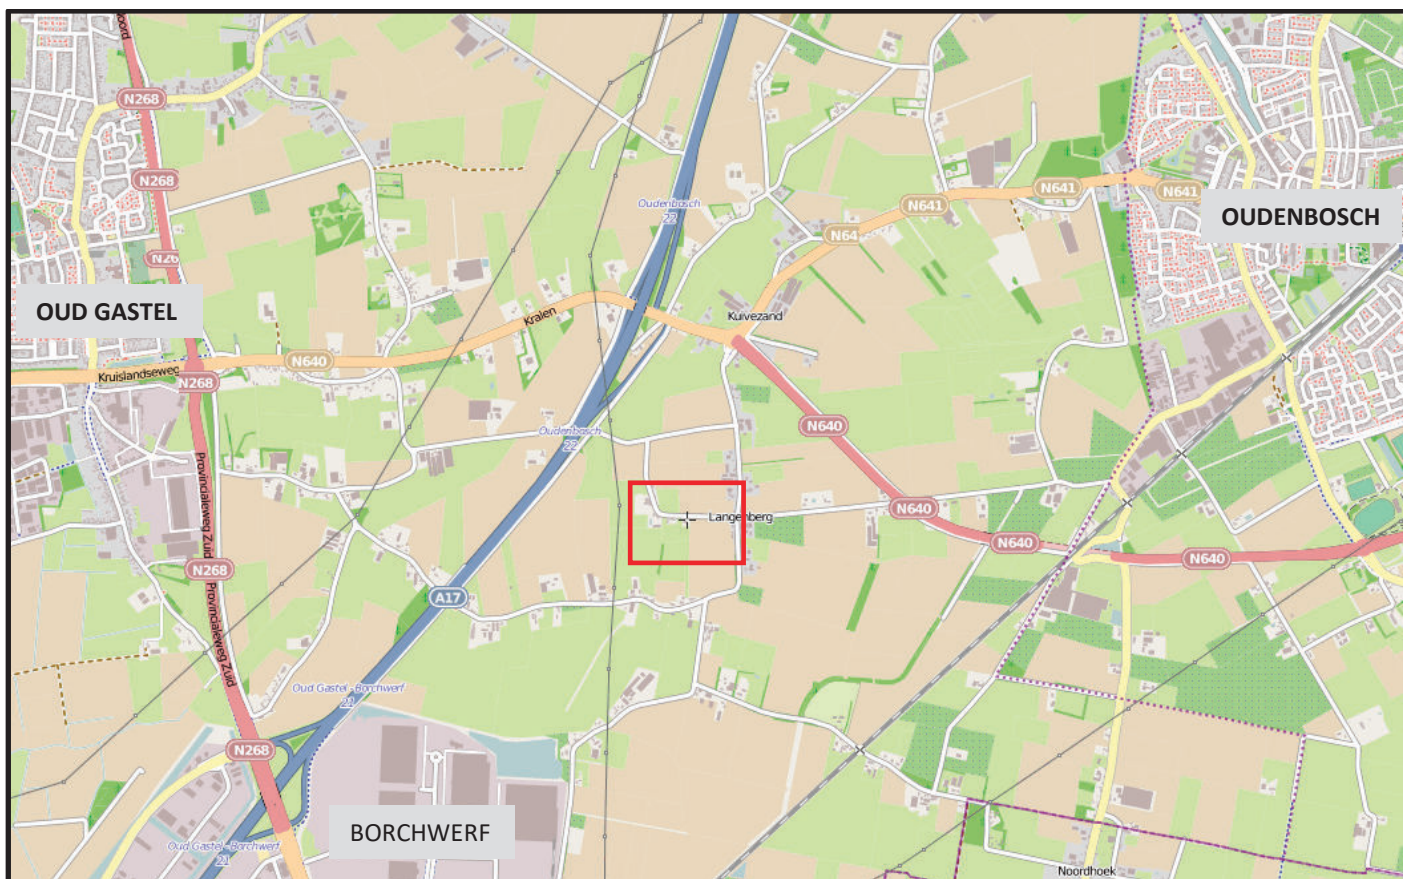 Noord
N268
N268
N26
OUD GASTEL
Kruislandseweg
N268
N640
Kralen
Oudenbosch
22
N64
N641
N641
N641
OUDENBOSCH
Kuivezand
Oudenbosch
22
N640
N640
N640
N640
Langenberg
Provincialeweg Zuid
N268
Provincialeweg Zuid
A17
Oud Gastel - Borchwerf
21
N268
Oud Gastel - Borchwerf
21
BORCHWERF
Noordhoek